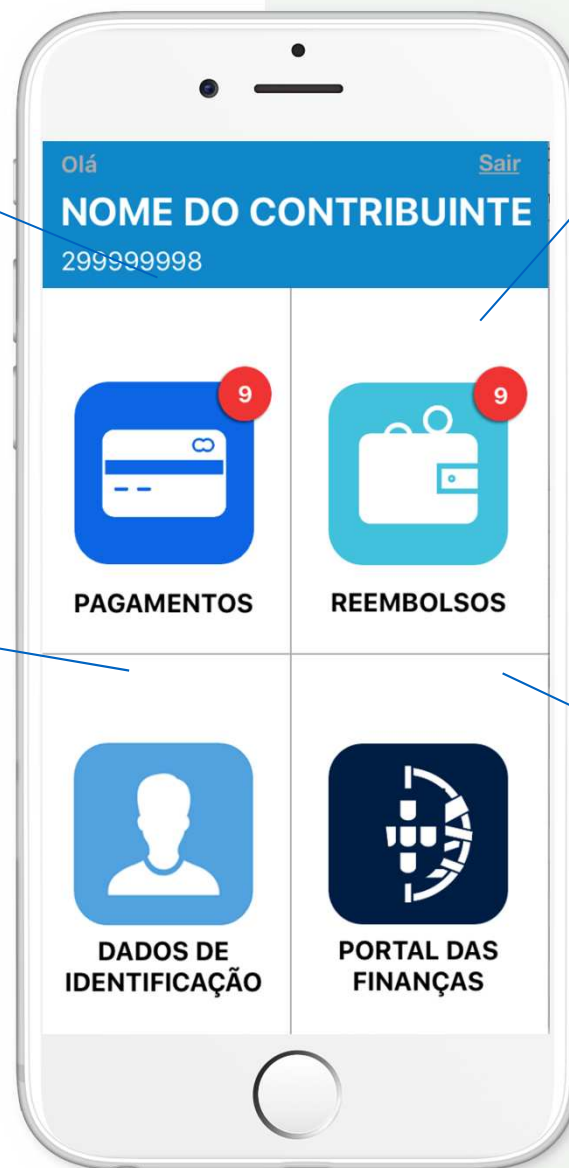 Olá
Sair
NOME DO CONTRIBUINTE
299999998
9
9
PAGAMENTOS
REEMBOLSOS
DADOS DE
IDENTIFICAÇÃO
PORTAL DAS
FINANÇAS